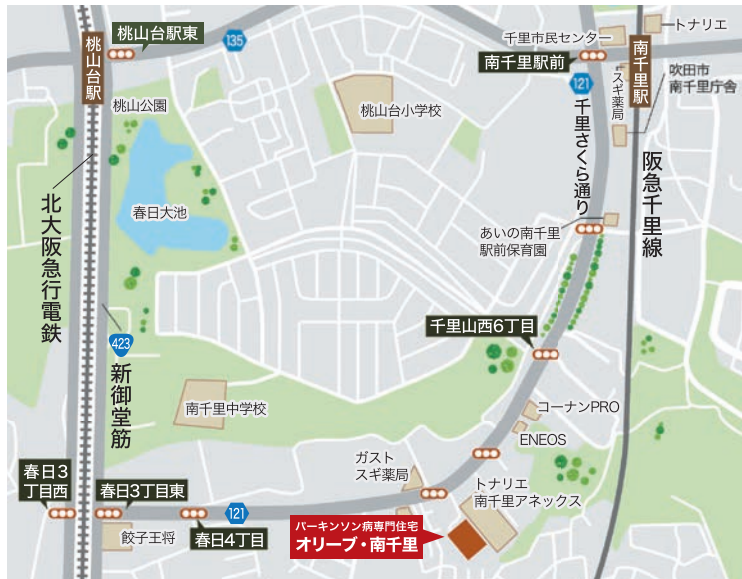 トナリエ
桃山台駅東
135
千里市民センター
南千里駅
桃山台駅
南千里駅前
121
スギ薬局
吹田市
南千里庁舎
桃山公園
桃山台小学校
千里さくら通り
阪急千里線
春日大池
北大阪急行電鉄
あいの南千里
駅前保育園
千里山西6丁目
423
新御堂筋
南千里中学校
コーナンPRO
ENEOS
ガスト
スギ薬局
春日3
丁目西
春日3丁目東
トナリエ
南千里アネックス
121
餃子王将
春日4丁目
パーキンソン病専門住宅
オリーブ・南千里